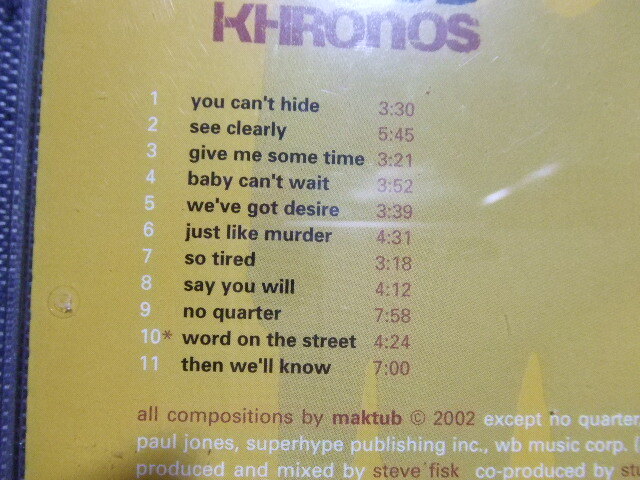 KHRONOS
1 you can't hide 3:30
2 see clearly 5:45
3 give me some time 3:21
4 baby can't wait 3:52
5 we've got desire 3:39
6 just like murder 4:31
7 so tired 3:18
8 say you will 4:12
9 no quarter 7:58
10* word on the street 4:24
11 then we'll know 7:00
all compositions by maktub © 2002 except no quarter,
paul jones, superhype publishing inc., wb music corp. (
produced and mixed by steve fisk co-produced by stu